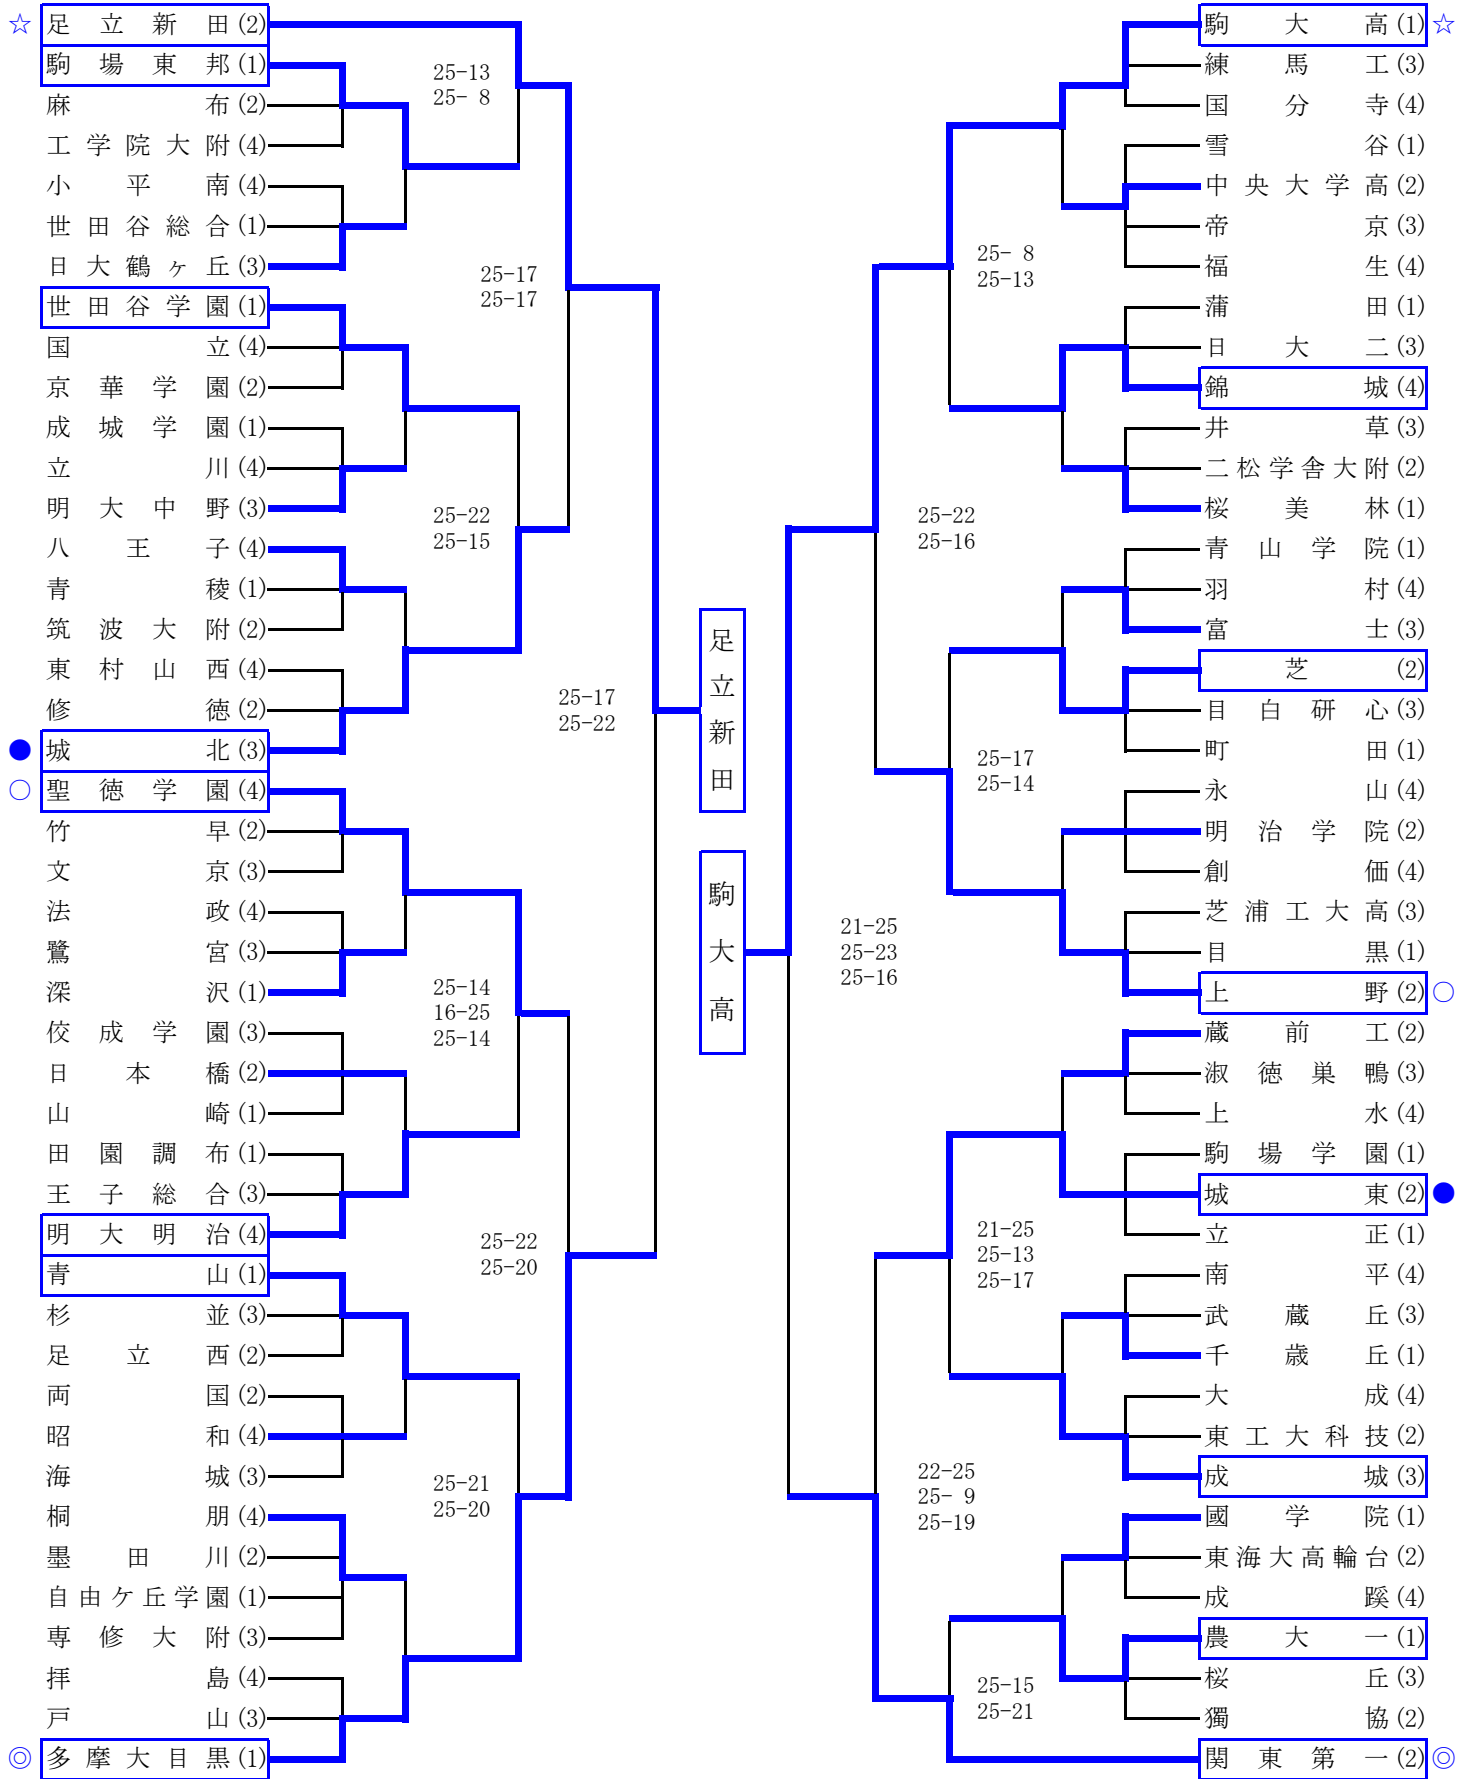 ☆ 足立新田(2)
駒場東邦(1)
麻布(2)
工学院大附(4)
小平南(4)
世田谷総合(1)
日大鶴ヶ丘(3)
世田谷学園(1)
国立(4)
京華学園(2)
成城学園(1)
立川(4)
明大中野(3)
八王子(4)
青稜(1)
筑波大附(2)
東村山西(4)
修徳(2)
● 城北(3)
○ 聖徳学園(4)
竹早(2)
文京(3)
法政(4)
鷺宮(3)
深沢(1)
佼成学園(3)
日本橋(2)
山崎(1)
田園調布(1)
王子総合(3)
明大明治(4)
青山(1)
杉並(3)
足立西(2)
両国(2)
昭和(4)
海城(3)
桐朋(4)
墨田川(2)
自由ケ丘学園(1)
専修大附(3)
拝島(4)
戸山(3)
◎ 多摩大目黒(1)
25-13
25- 8
25-17
25-17
25-22
25-15
25-17
25-22
25-14
16-25
25-14
25-22
25-20
25-21
25-20
足立新田
駒大高
25- 8
25-13
25-22
25-16
25-17
25-14
21-25
25-23
25-16
21-25
25-13
25-17
22-25
25- 9
25-19
25-15
25-21
駒大高(1) ☆
練馬工(3)
国分寺(4)
雪谷(1)
中央大学高(2)
帝京(3)
福生(4)
蒲田(1)
日大二(3)
錦城(4)
井草(3)
二松学舎大附(2)
桜美林(1)
青山学院(1)
羽村(4)
富士(3)
芝(2)
目白研心(3)
町田(1)
永山(4)
明治学院(2)
創価(4)
芝浦工大高(3)
目黒(1)
上野(2) ○
蔵前工(2)
淑徳巣鴨(3)
上水(4)
駒場学園(1)
城東(2) ●
立正(1)
南平(4)
武蔵丘(3)
千歳丘(1)
大成(4)
東工大科技(2)
成城(3)
國学院(1)
東海大高輪台(2)
成蹊(4)
農大一(1)
桜丘(3)
獨協(2)
関東第一(2) ◎